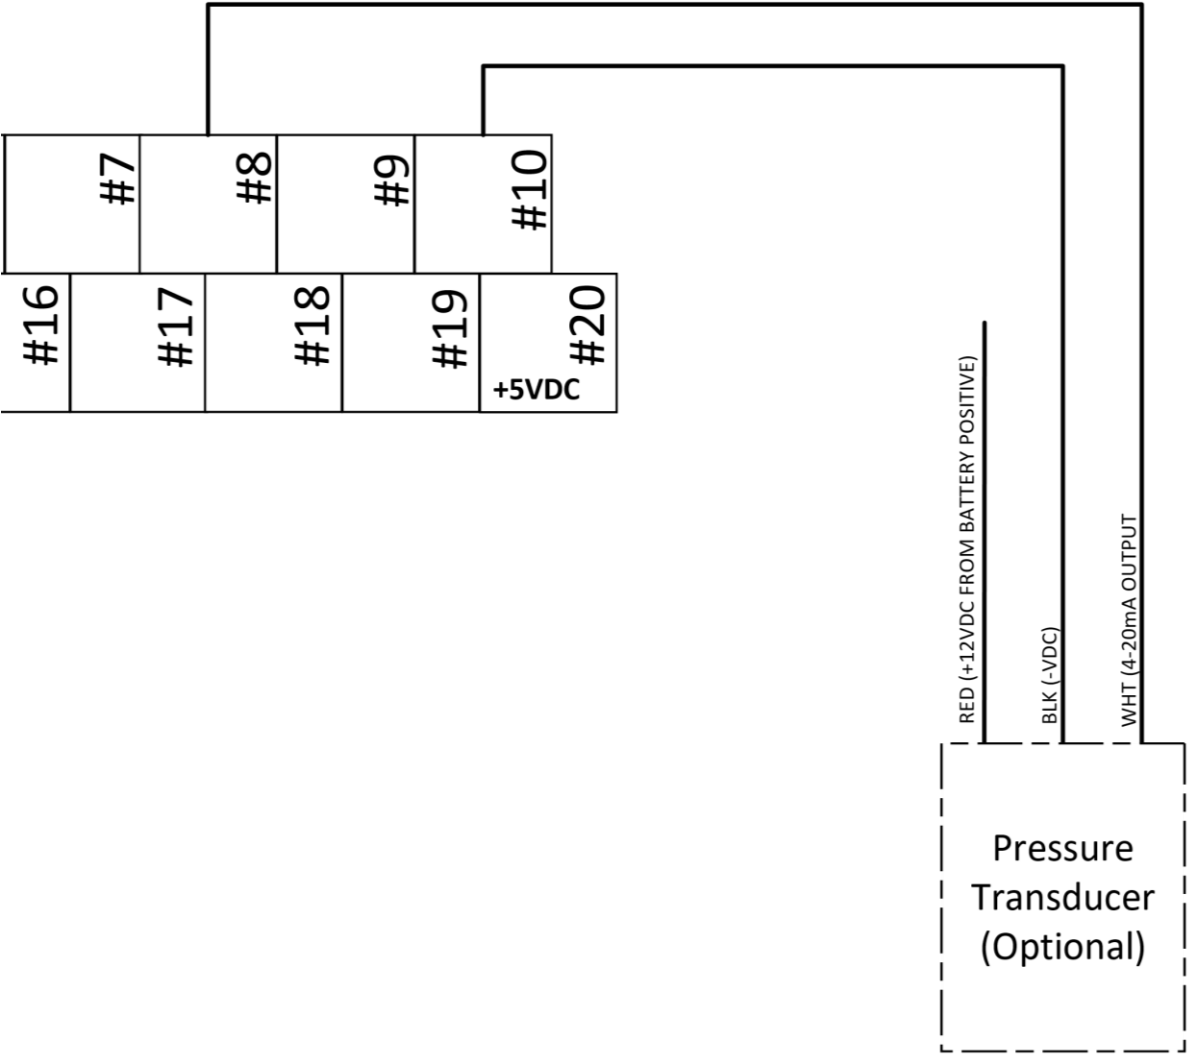 #7
#8
#9
#10
#16
#17
#18
#19
#20
+5VDC
RED (+12VDC FROM BATTERY POSITIVE)
BLK (-VDC)
WHT (4-20mA OUTPUT
Pressure
Transducer
(Optional)